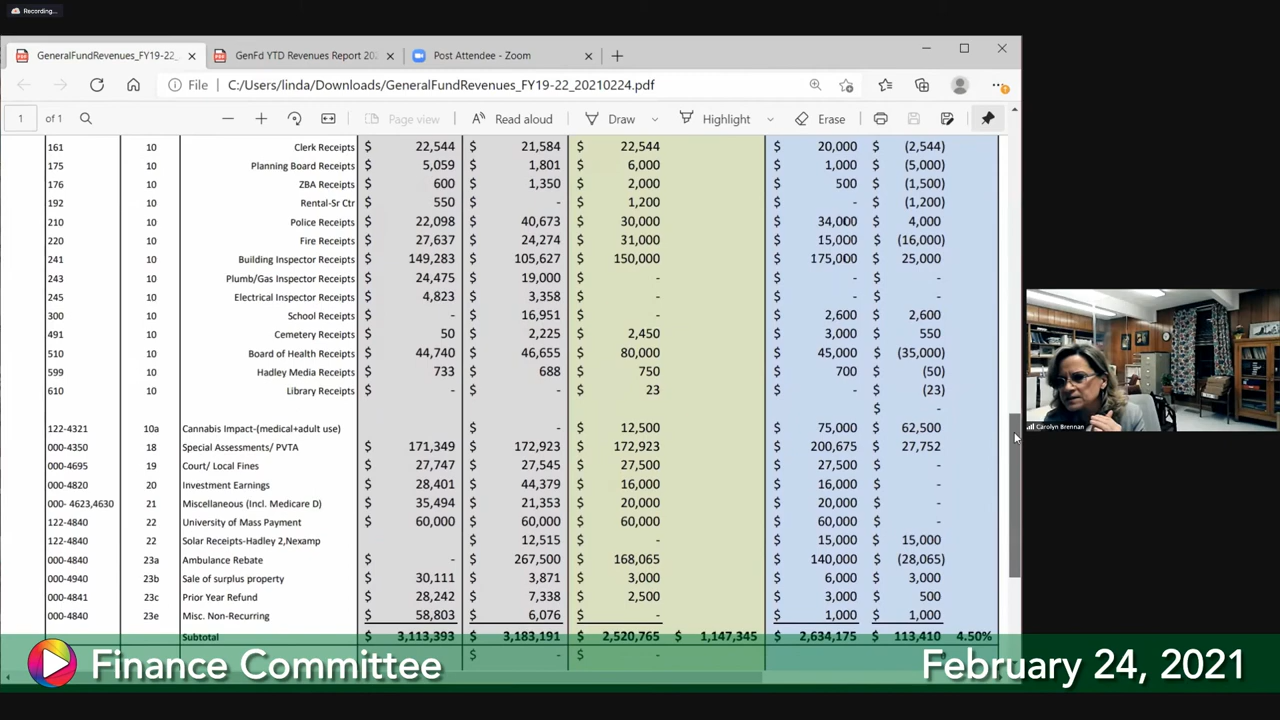 Recording...
GeneralFundRevenues_FY19-22_
GenFd YTD Revenues Report 202
Post Attendee - Zoom
File C:/Users/linda/Downloads/GeneralFundRevenues_FY19-22_20210224.pdf
1 of 1 Page view Read aloud Draw Highlight Erase
161 10 Clerk Receipts $ 22,544 $ 21,584 $ 22,544 $ 20,000 $ (2,544)
175 10 Planning Board Receipts $ 5,059 $ 1,801 $ 6,000 $ 1,000 $ (5,000)
176 10 ZBA Receipts $ 600 $ 1,350 $ 2,000 $ 500 $ (1,500)
192 10 Rental-Sr Ctr $ 550 $ - $ 1,200 $ - $ (1,200)
210 10 Police Receipts $ 22,098 $ 40,673 $ 30,000 $ 34,000 $ 4,000
220 10 Fire Receipts $ 27,637 $ 24,274 $ 31,000 $ 15,000 $ (16,000)
241 10 Building Inspector Receipts $ 149,283 $ 105,627 $ 150,000 $ 175,000 $ 25,000
243 10 Plumb/Gas Inspector Receipts $ 24,475 $ 19,000 $ - $ - $ -
245 10 Electrical Inspector Receipts $ 4,823 $ 3,358 $ - $ - $ -
300 10 School Receipts $ - $ 16,951 $ - $ 2,600 $ 2,600
491 10 Cemetery Receipts $ 50 $ 2,225 $ 2,450 $ 3,000 $ 550
510 10 Board of Health Receipts $ 44,740 $ 46,655 $ 80,000 $ 45,000 $ (35,000)
599 10 Hadley Media Receipts $ 733 $ 688 $ 750 $ 700 $ (50)
610 10 Library Receipts $ - $ - $ 23 $ - $ (23)
$ -
122-4321 10a Cannabis Impact-(medical+adult use) $ - $ 12,500 $ 75,000 $ 62,500
000-4350 18 Special Assessments/ PVTA $ 171,349 $ 172,923 $ 172,923 $ 200,675 $ 27,752
000-4695 19 Court/ Local Fines $ 27,747 $ 27,545 $ 27,500 $ 27,500 $ -
000-4820 20 Investment Earnings $ 28,401 $ 44,379 $ 16,000 $ 16,000 $ -
000- 4623,4630 21 Miscellaneous (Incl. Medicare D) $ 35,494 $ 21,353 $ 20,000 $ 20,000 $ -
122-4840 22 University of Mass Payment $ 60,000 $ 60,000 $ 60,000 $ 60,000 $ -
122-4840 22 Solar Receipts-Hadley 2,Nexamp $ 12,515 $ - $ 15,000 $ 15,000
000-4840 23a Ambulance Rebate $ - $ 267,500 $ 168,065 $ 140,000 $ (28,065)
000-4940 23b Sale of surplus property $ 30,111 $ 3,871 $ 3,000 $ 6,000 $ 3,000
000-4841 23c Prior Year Refund $ 28,242 $ 7,338 $ 2,500 $ 3,000 $ 500
000-4840 23e Misc. Non-Recurring $ 58,803 $ 6,076 $ - $ 1,000 $ 1,000
Subtotal $ 3,113,393 $ 3,183,191 $ 2,520,765 $ 1,147,345 $ 2,634,175 $ 113,410 4.50%
$ - $ -
Carolyn Brennan
Finance Committee
February 24, 2021